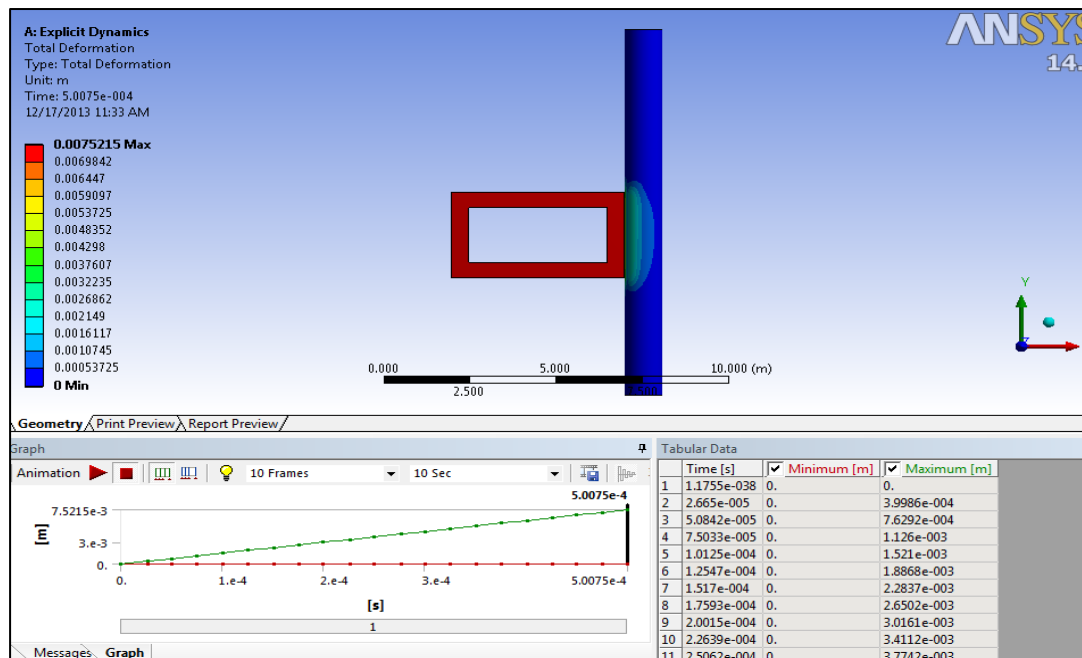 A: Explicit Dynamics
Total Deformation
Type: Total Deformation
Unit: m
Time: 5.0075e-004
12/17/2013 11:33 AM
ANSYS
14.
0.0075215 Max
0.0069842
0.006447
0.0059097
0.0053725
0.0048352
0.004298
0.0037607
0.0032235
0.0026862
0.002149
0.0016117
0.0010745
0.00053725
0 Min
Y
0.000 5.000 10.000 (m)
2.500
Geometry Print Preview Report Preview
Graph
Animation 10 Frames 10 Sec
5.0075e-4
7.5215e-3
[m]
3.e-3
0.
0. 1.e-4 2.e-4 3.e-4 5.0075e-4
[s]
1
Messages Graph
Tabular Data
Time [s] Minimum [m] Maximum [m]
1 1.1755e-038 0. 0.
2 2.665e-005 0. 3.9986e-004
3 5.0842e-005 0. 7.6292e-004
4 7.5033e-005 0. 1.126e-003
5 1.0125e-004 0. 1.521e-003
6 1.2547e-004 0. 1.8868e-003
7 1.517e-004 0. 2.2837e-003
8 1.7593e-004 0. 2.6502e-003
9 2.0015e-004 0. 3.0161e-003
10 2.2639e-004 0. 3.4112e-003
11 2.5062e-004 0. 3.7742e-003